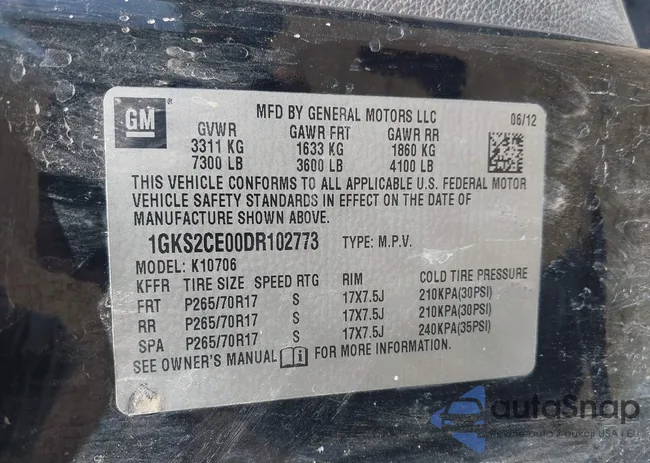 GM ®
MFD BY GENERAL MOTORS LLC 06/12
GVWR GAWR FRT GAWR RR
3311 KG 1633 KG 1860 KG
7300 LB 3600 LB 4100 LB
THIS VEHICLE CONFORMS TO ALL APPLICABLE U.S. FEDERAL MOTOR
VEHICLE SAFETY STANDARDS IN EFFECT ON THE DATE OF
MANUFACTURE SHOWN ABOVE.
1GKS2CE00DR102773 TYPE: M.P.V.
MODEL: K10706
KFFR TIRE SIZE SPEED RTG RIM COLD TIRE PRESSURE
FRT P265/70R17 S 17X7.5J 210KPA(30PSI)
RR P265/70R17 S 17X7.5J 210KPA(30PSI)
SPA P265/70R17 S 17X7.5J 240KPA(35PSI)
SEE OWNER'S MANUAL i FOR MORE INFORMATION.
autoSnap
USA i EU